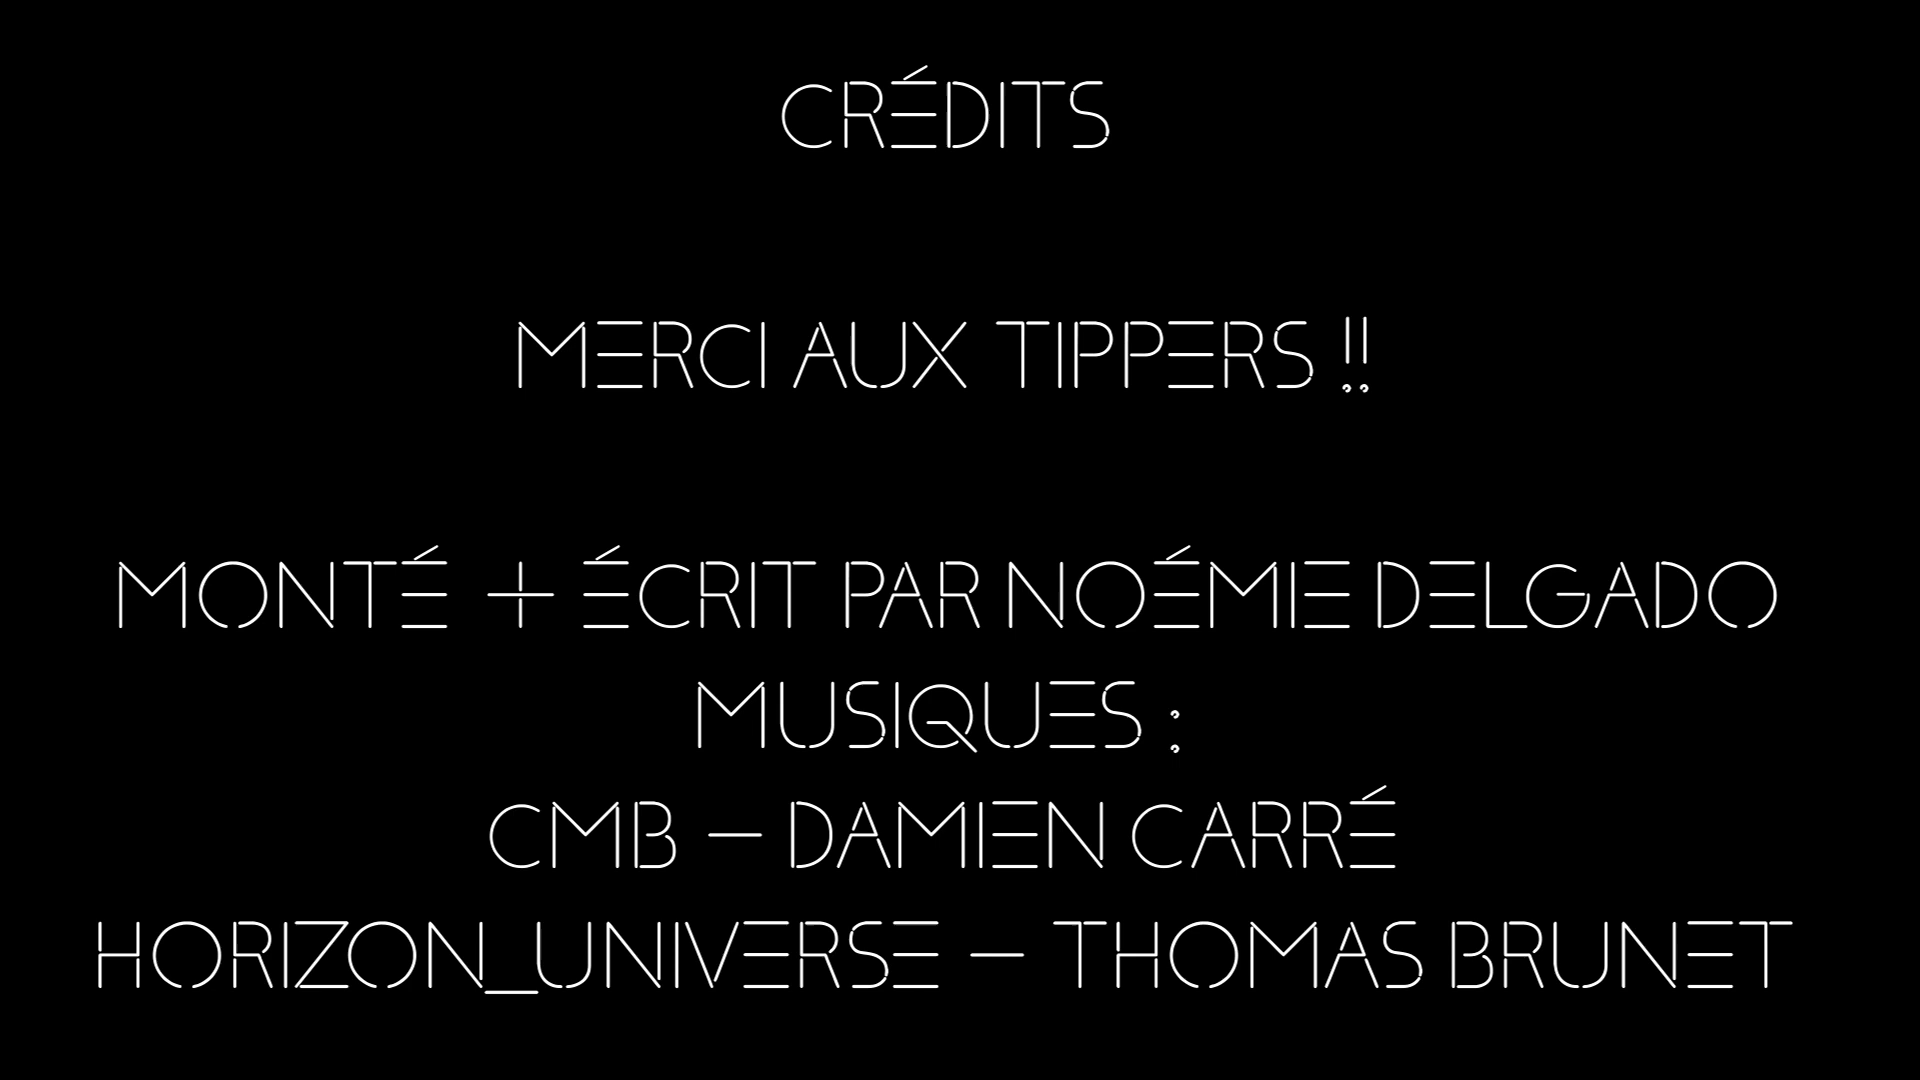 CRÉDITS
MERCI AUX TIPPERS !!
MONTÉ + ÉCRIT PAR NOÉMIE DELGADO
MUSIQUES :
CMB – DAMIEN CARRÉ
HORIZON_UNIVERSE – THOMAS BRUNET